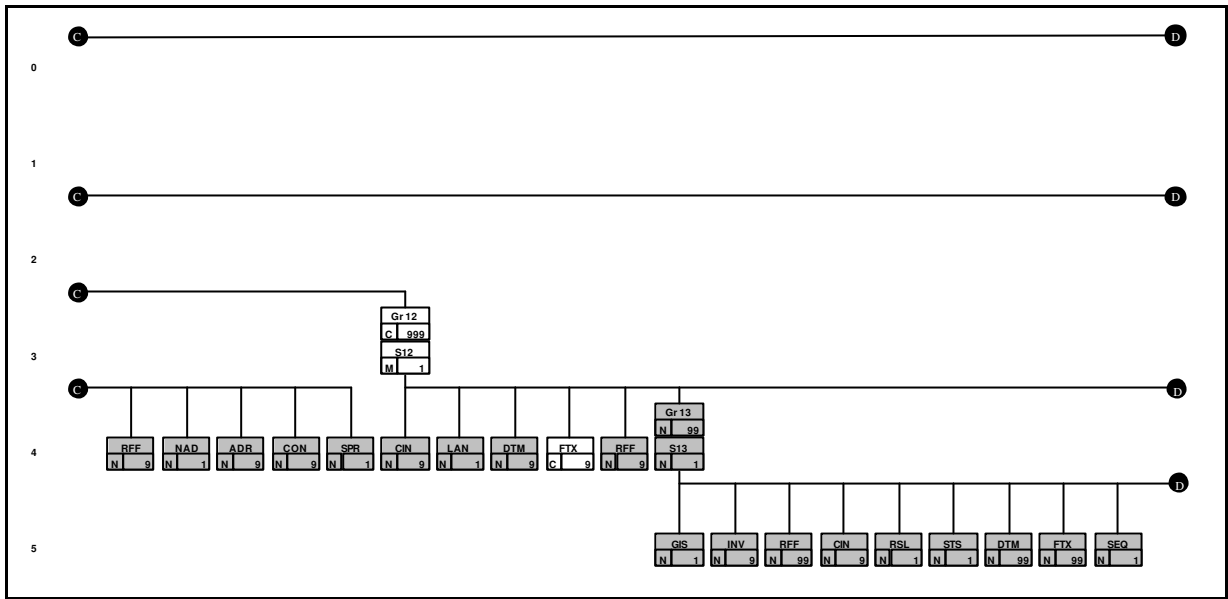 C D
0
1
C D
2
C
Gr 12
C 999
S12
3
M 1
C D
Gr 13
N 99
RFF NAD ADR CON SPR CIN LAN DTM FTX RFF S13
4
N 9 N 1 N 9 N 9 N 1 N 9 N 1 N 9 C 9 N 9 N 1
D
GIS INV RFF CIN RSL STS DTM FTX SEQ
5
N 1 N 9 N 99 N 9 N 1 N 1 N 99 N 99 N 1